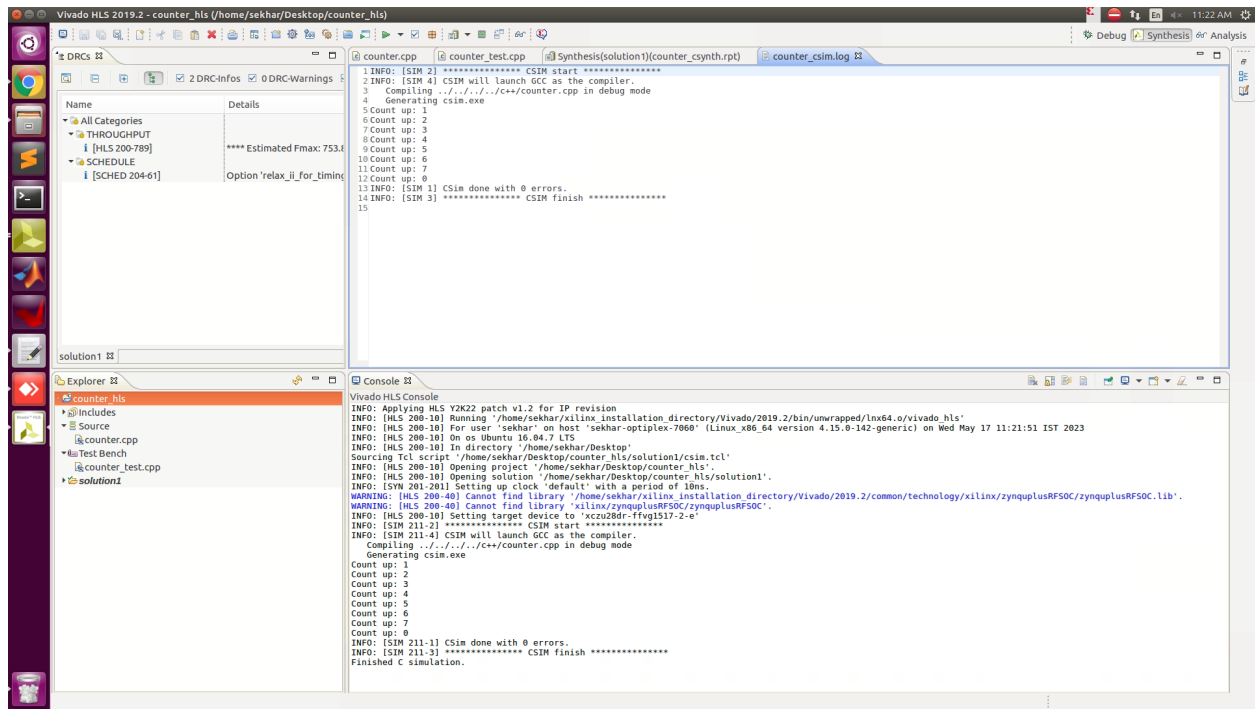 Vivado HLS 2019.2 - counter_hls (/home/sekhar/Desktop/counter_hls)
En
11:22 AM
Debug
Synthesis
Analysis
DRCs
2 DRC-Infos
0 DRC-Warnings
Name
Details
All Categories
THROUGHPUT
[HLS 200-789]
**** Estimated Fmax: 753.8
SCHEDULE
[SCHED 204-61]
Option 'relax_ii_for_timing
solution1
counter.cpp
counter_test.cpp
Synthesis(solution1)(counter_csynth.rpt)
counter_csim.log
1 INFO: [SIM 2] *************** CSIM start ***************
2 INFO: [SIM 4] CSIM will launch GCC as the compiler.
3 Compiling ../../../../c++/counter.cpp in debug mode
4 Generating csim.exe
5 Count up: 1
6 Count up: 2
7 Count up: 3
8 Count up: 4
9 Count up: 5
10 Count up: 6
11 Count up: 7
12 Count up: 0
13 INFO: [SIM 1] CSim done with 0 errors.
14 INFO: [SIM 3] *************** CSIM finish ***************
15
Explorer
counter_hls
Includes
Source
counter.cpp
Test Bench
counter_test.cpp
solution1
Console
Vivado HLS Console
INFO: Applying HLS Y2K22 patch v1.2 for IP revision
INFO: [HLS 200-10] Running '/home/sekhar/xilinx_installation_directory/Vivado/2019.2/bin/unwrapped/lnx64.o/vivado_hls'
INFO: [HLS 200-10] For user 'sekhar' on host 'sekhar-optiplex-7060' (Linux_x86_64 version 4.15.0-142-generic) on Wed May 17 11:21:51 IST 2023
INFO: [HLS 200-10] On os Ubuntu 16.04.7 LTS
INFO: [HLS 200-10] In directory '/home/sekhar/Desktop'
Sourcing Tcl script '/home/sekhar/Desktop/counter_hls/solution1/csim.tcl'
INFO: [HLS 200-10] Opening project '/home/sekhar/Desktop/counter_hls'.
INFO: [HLS 200-10] Opening solution '/home/sekhar/Desktop/counter_hls/solution1'.
INFO: [SYN 201-201] Setting up clock 'default' with a period of 10ns.
WARNING: [HLS 200-40] Cannot find library '/home/sekhar/xilinx_installation_directory/Vivado/2019.2/common/technology/xilinx/zynquplusRFSOC/zynquplusRFSOC.lib'.
WARNING: [HLS 200-40] Cannot find library 'xilinx/zynquplusRFSOC/zynquplusRFSOC'.
INFO: [HLS 200-10] Setting target device to 'xczu28dr-ffvg1517-2-e'
INFO: [SIM 211-2] *************** CSIM start ***************
INFO: [SIM 211-4] CSIM will launch GCC as the compiler.
Compiling ../../../../c++/counter.cpp in debug mode
Generating csim.exe
Count up: 1
Count up: 2
Count up: 3
Count up: 4
Count up: 5
Count up: 6
Count up: 7
Count up: 0
INFO: [SIM 211-1] CSim done with 0 errors.
INFO: [SIM 211-3] *************** CSIM finish ***************
Finished C simulation.